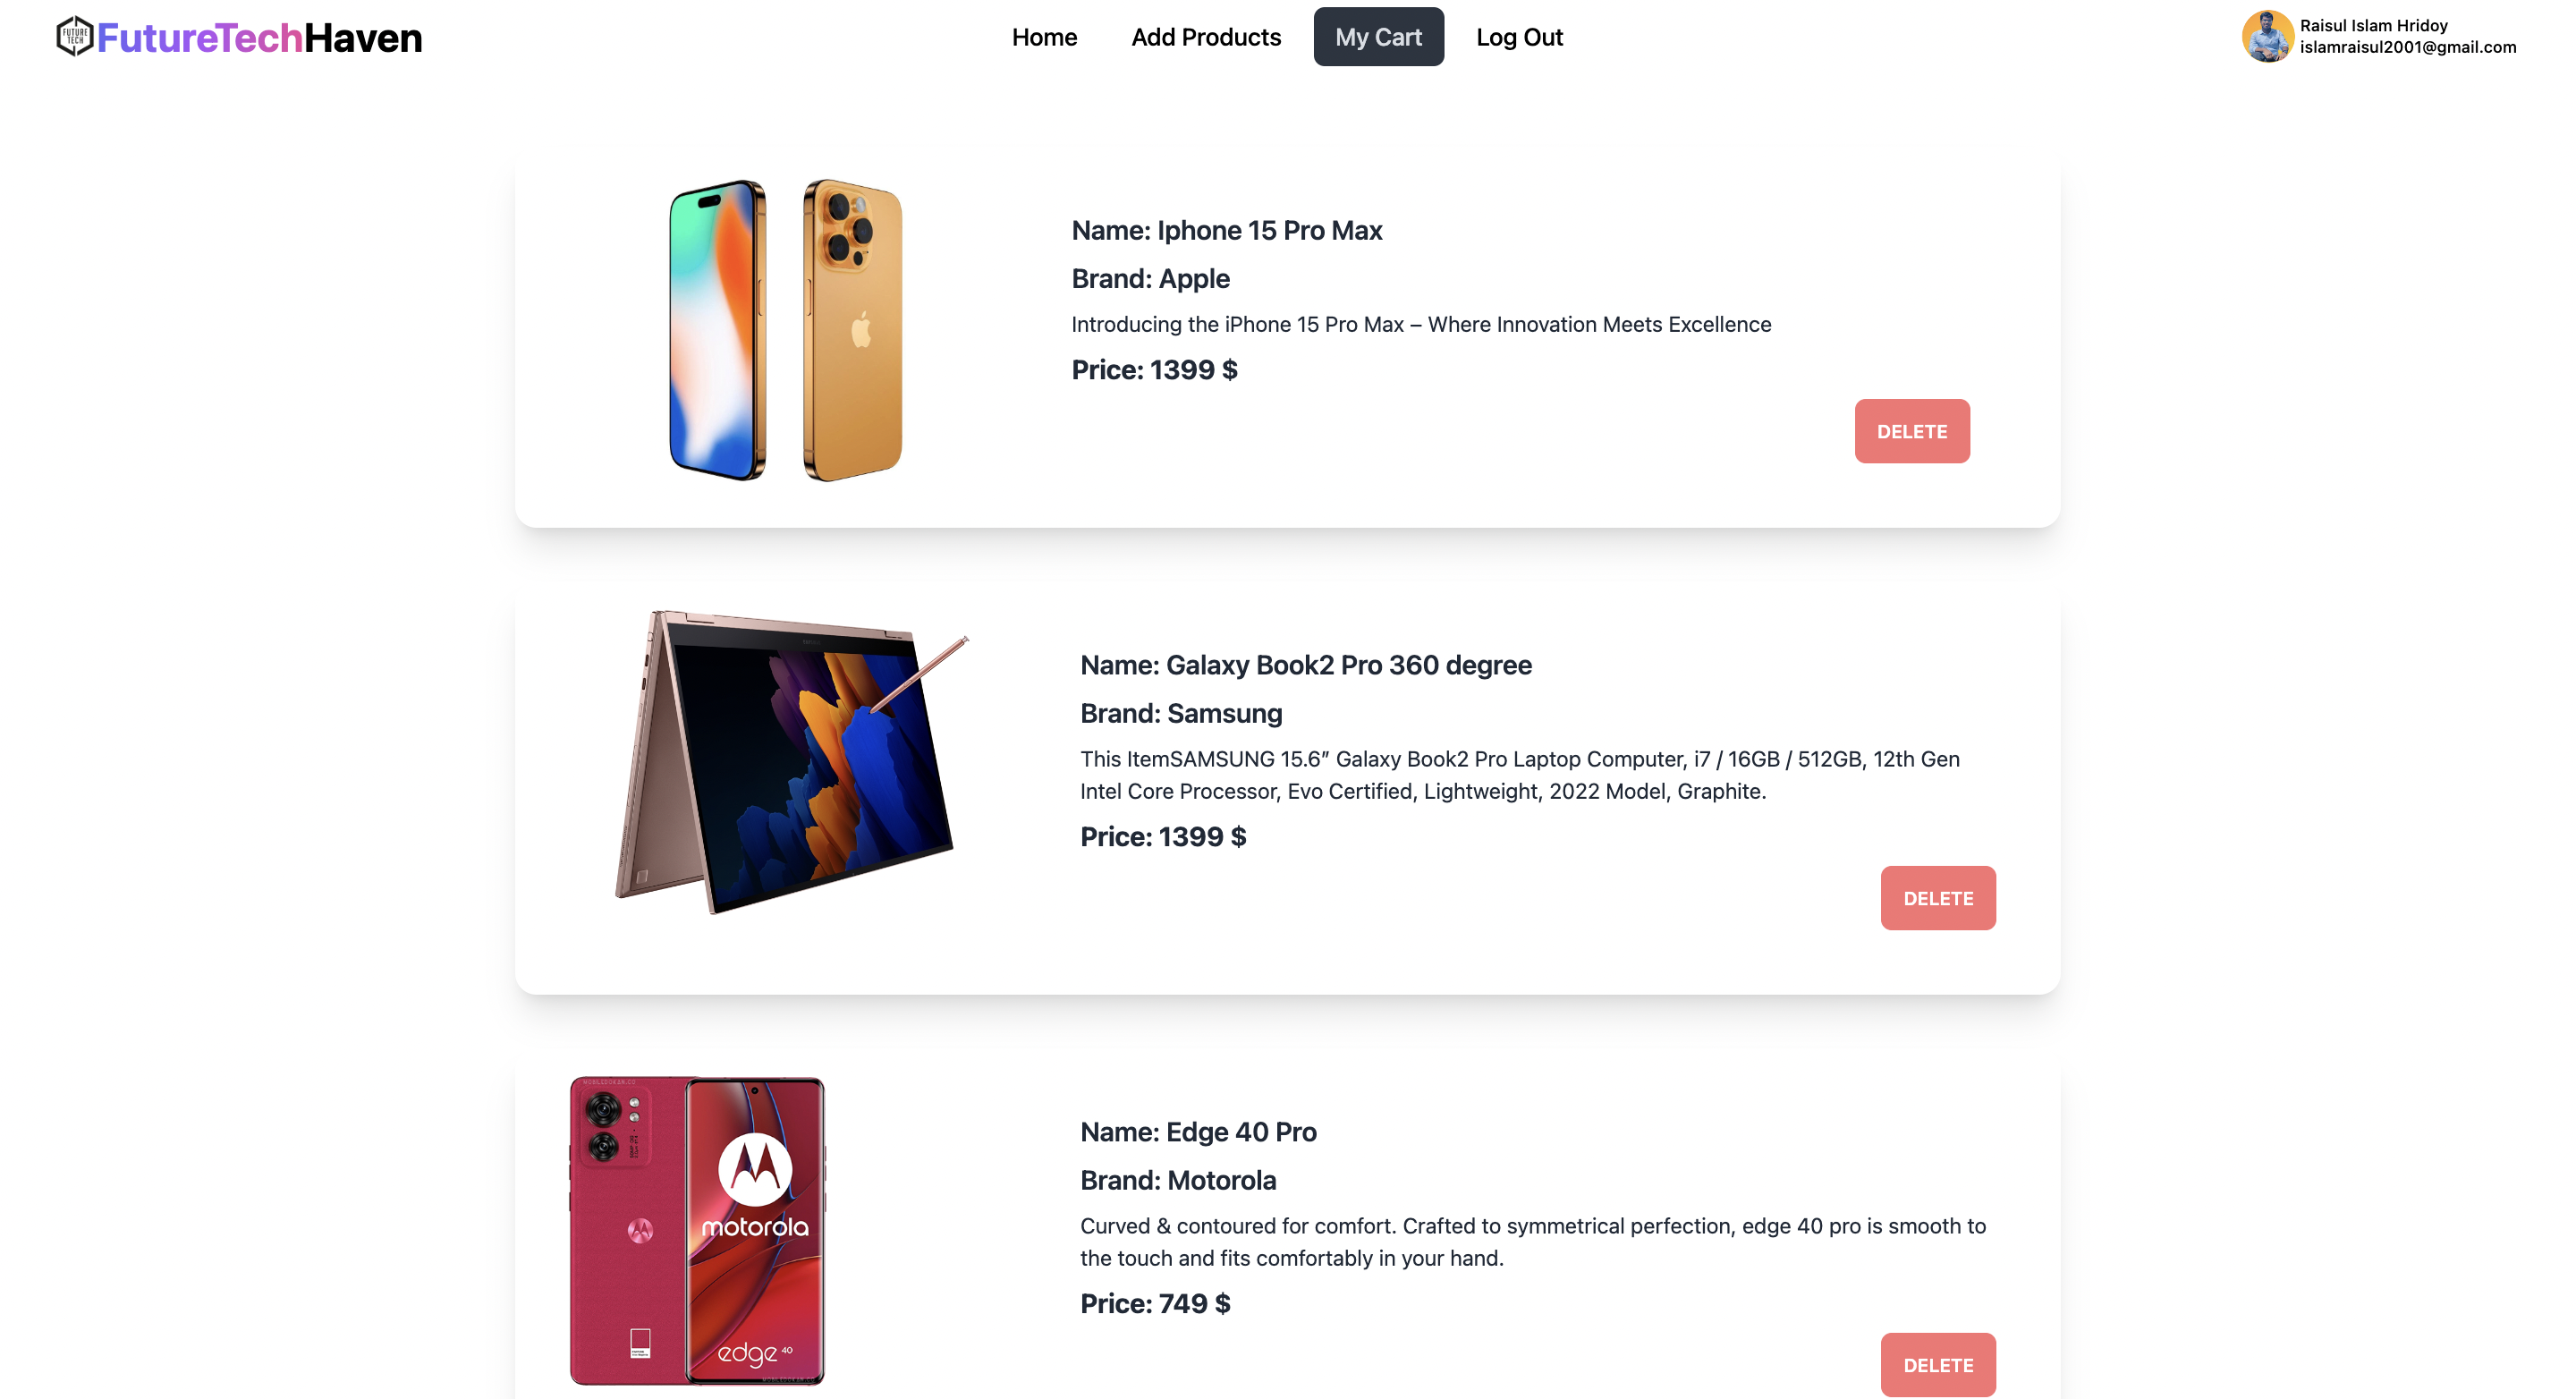 FUTURE
TECH
FutureTechHaven
Home
Add Products
My Cart
Log Out
Raisul Islam Hridoy
islamraisul2001@gmail.com
Name: Iphone 15 Pro Max
Brand: Apple
Introducing the iPhone 15 Pro Max – Where Innovation Meets Excellence
Price: 1399 $
DELETE
Name: Galaxy Book2 Pro 360 degree
Brand: Samsung
This ItemSAMSUNG 15.6” Galaxy Book2 Pro Laptop Computer, i7 / 16GB / 512GB, 12th Gen
Intel Core Processor, Evo Certified, Lightweight, 2022 Model, Graphite.
Price: 1399 $
DELETE
MOBILEDOKAN.CO
motorola
edge 40
MOBILEDOKAN.CO
Name: Edge 40 Pro
Brand: Motorola
Curved & contoured for comfort. Crafted to symmetrical perfection, edge 40 pro is smooth to
the touch and fits comfortably in your hand.
Price: 749 $
DELETE